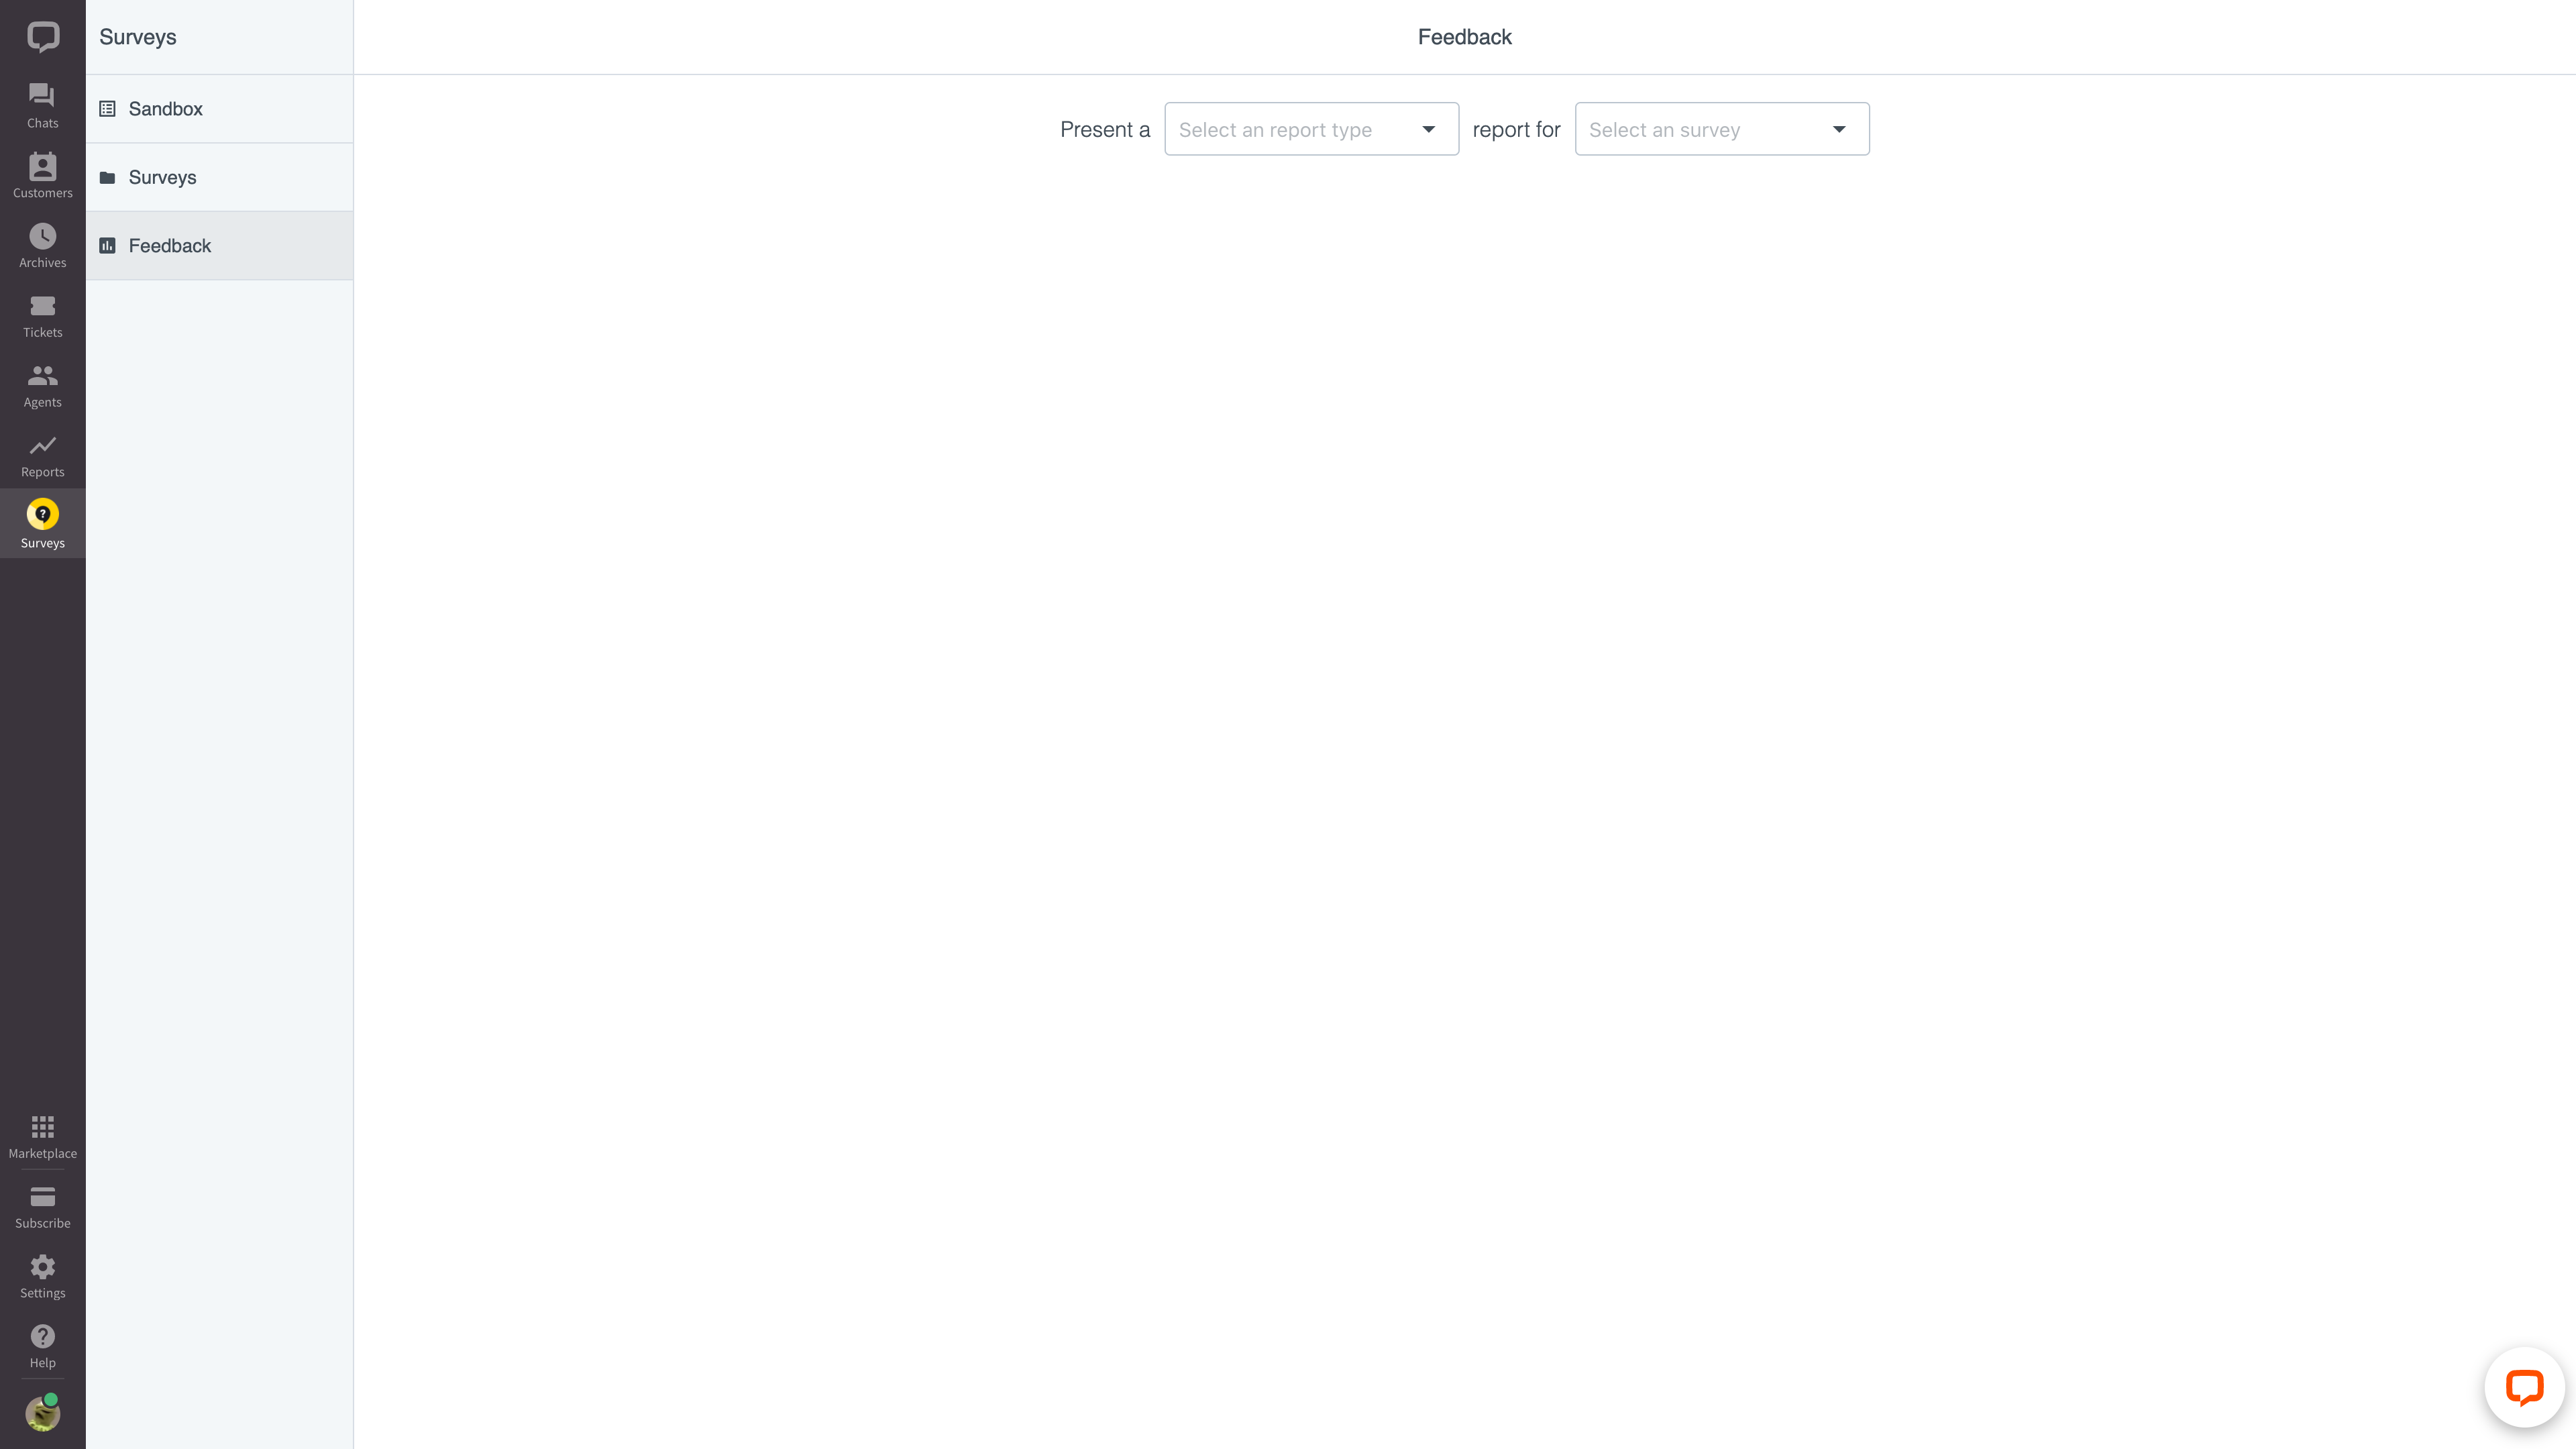 Surveys
Feedback
Chats
Customers
Archives
Tickets
Agents
Reports
Surveys
Marketplace
Subscribe
Settings
Help
Sandbox
Surveys
Feedback
Present a Select an report type report for Select an survey